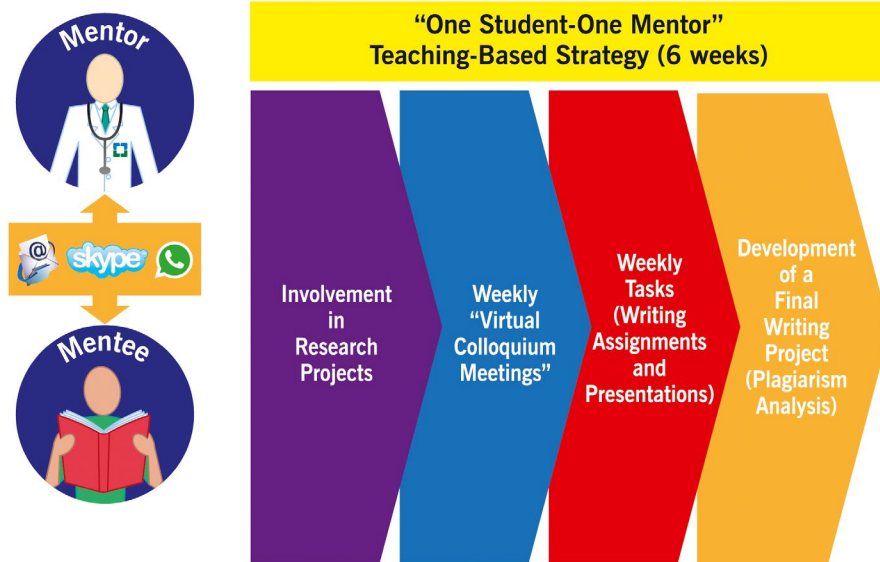 Mentor
@
skype
Mentee
“One Student-One Mentor”
Teaching-Based Strategy (6 weeks)
Involvement
in
Research
Projects
Weekly
“Virtual
Colloquium
Meetings”
Weekly
Tasks
(Writing
Assignments
and
Presentations)
Development
of a
Final
Writing
Project
(Plagiarism
Analysis)